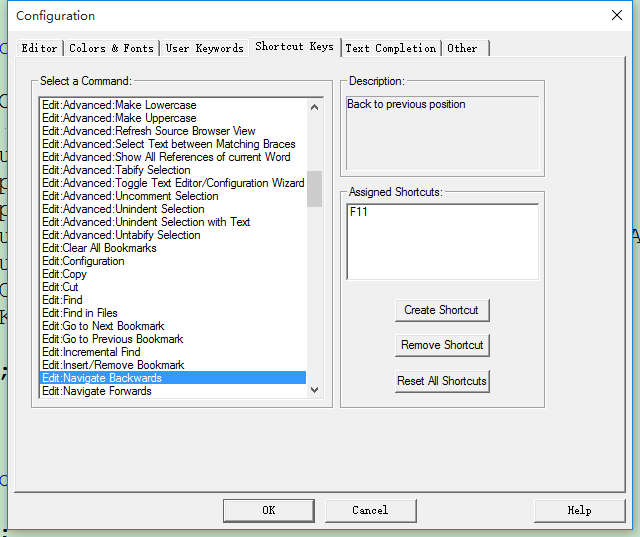 Configuration
Editor
Colors & Fonts
User Keywords
Shortcut Keys
Text Completion
Other
Select a Command:
Edit:Advanced:Make Lowercase
Edit:Advanced:Make Uppercase
Edit:Advanced:Refresh Source Browser View
Edit:Advanced:Select Text between Matching Braces
Edit:Advanced:Show All References of current Word
Edit:Advanced:Tabify Selection
Edit:Advanced:Toggle Text Editor/Configuration Wizard
Edit:Advanced:Uncomment Selection
Edit:Advanced:Unindent Selection
Edit:Advanced:Unindent Selection with Text
Edit:Advanced:Untabify Selection
Edit:Clear All Bookmarks
Edit:Configuration
Edit:Copy
Edit:Cut
Edit:Find
Edit:Find in Files
Edit:Go to Next Bookmark
Edit:Go to Previous Bookmark
Edit:Incremental Find
Edit:Insert/Remove Bookmark
Edit:Navigate Backwards
Edit:Navigate Forwards
Description:
Back to previous position
Assigned Shortcuts:
F11
Create Shortcut
Remove Shortcut
Reset All Shortcuts
OK
Cancel
Help